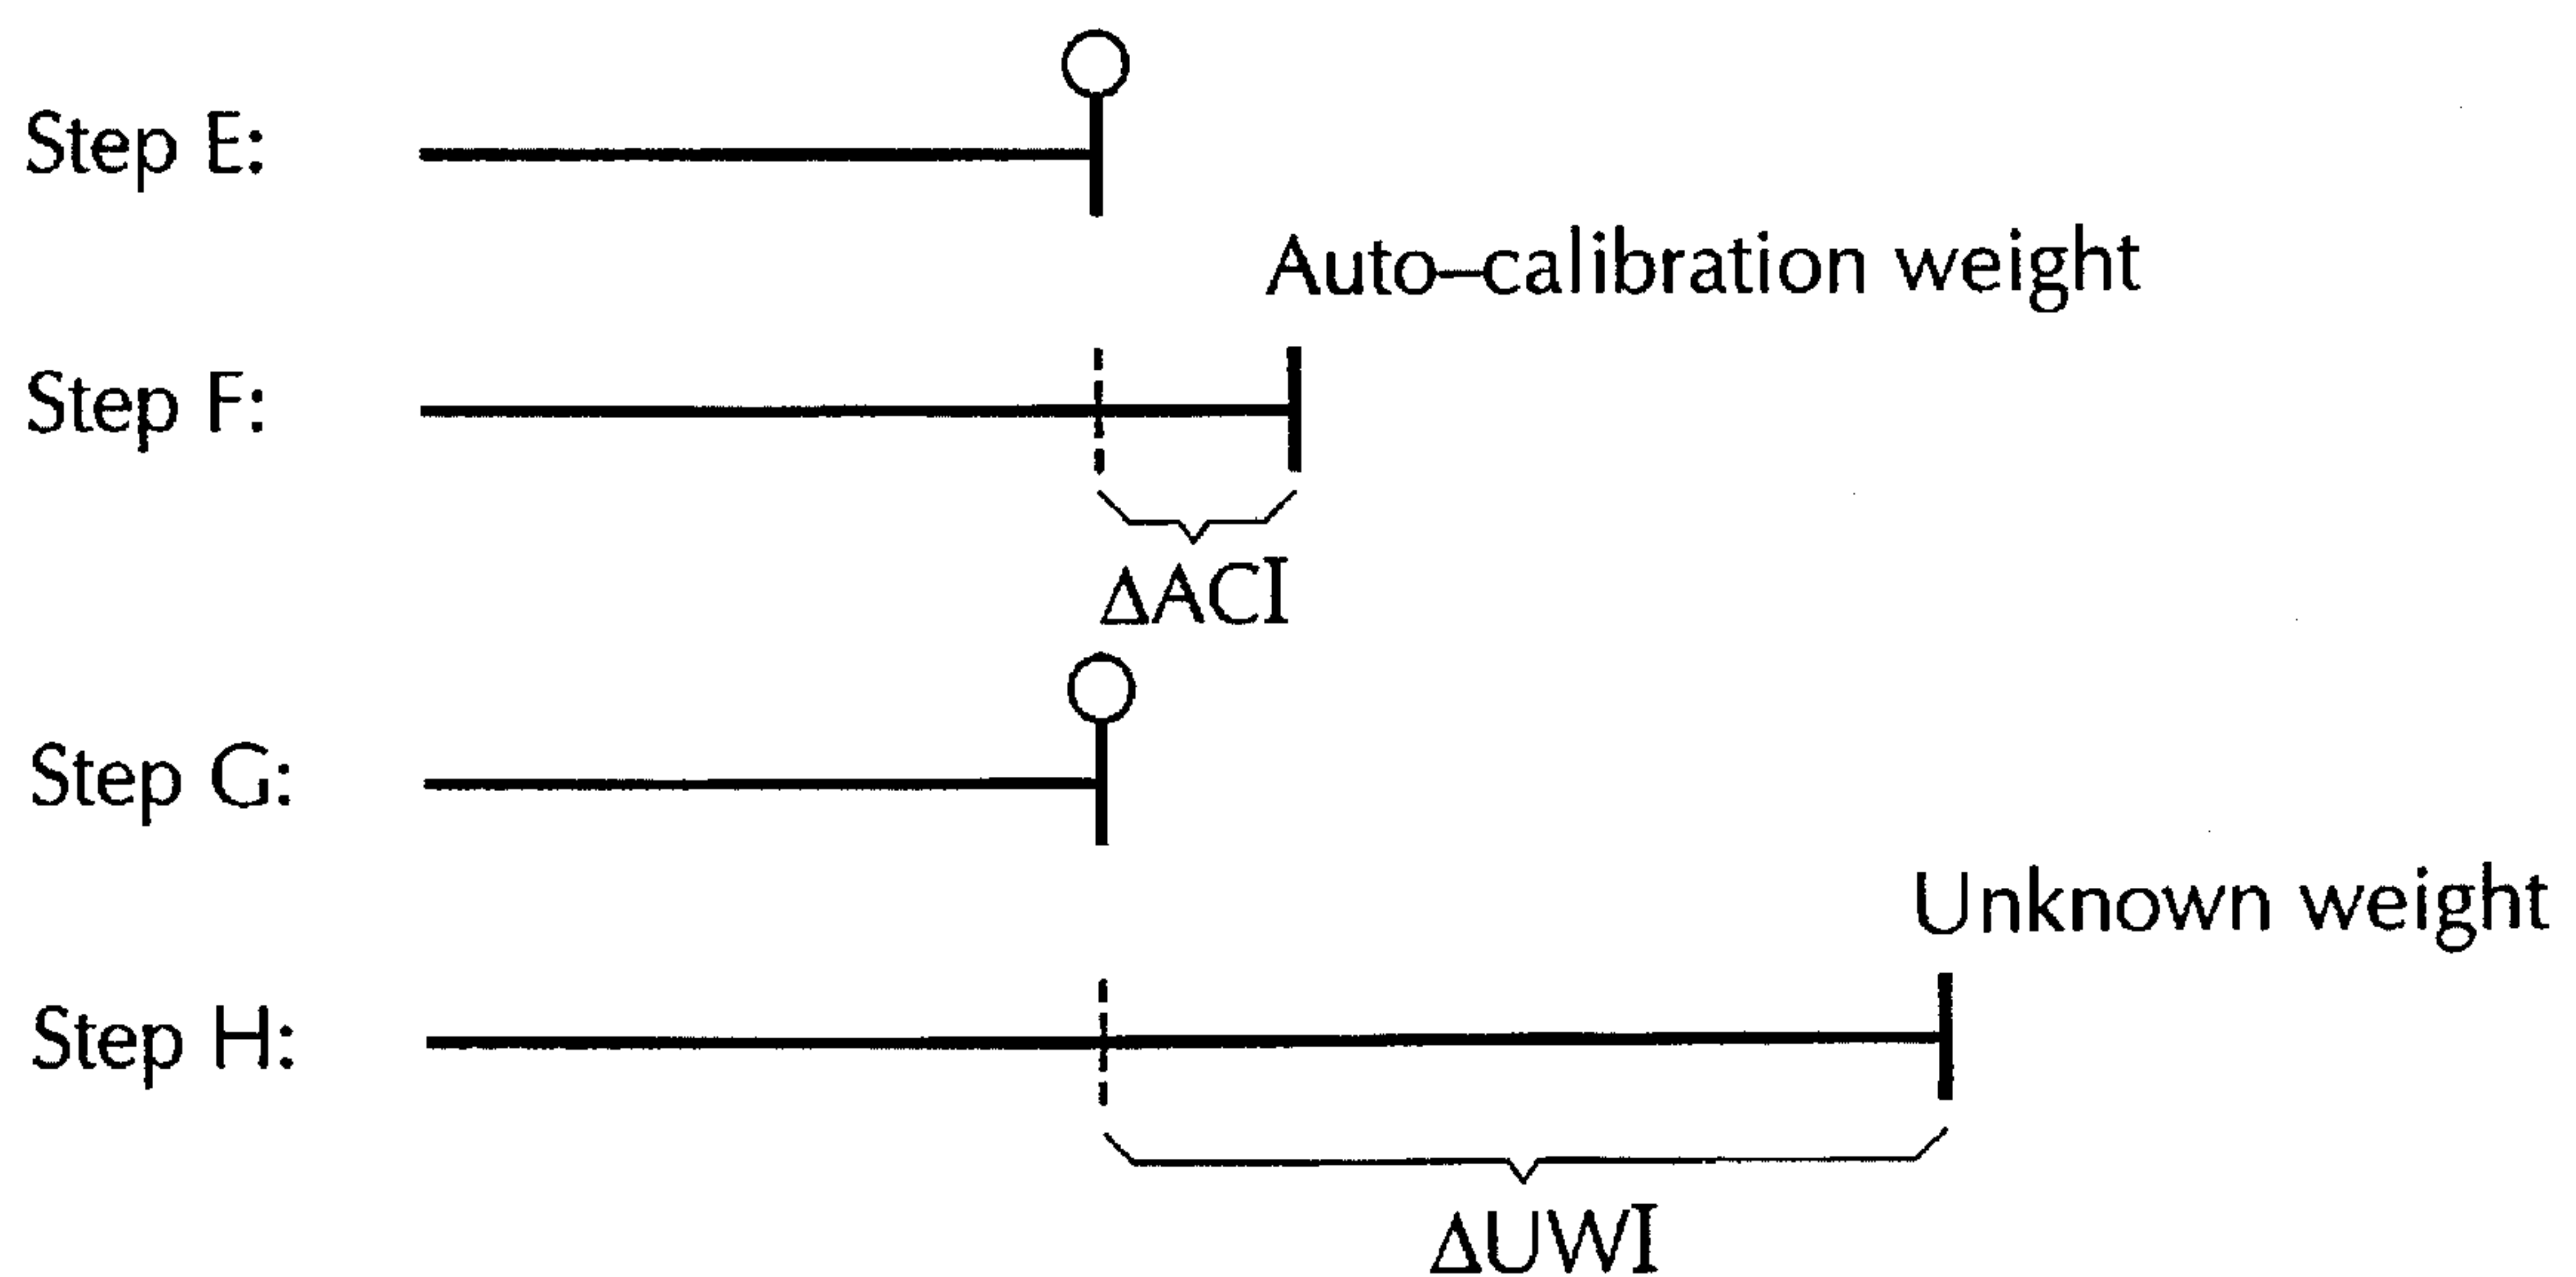 Step E:
Auto-calibration weight
Step F:
ΔACI
Step G:
Unknown weight
Step H:
ΔUWI